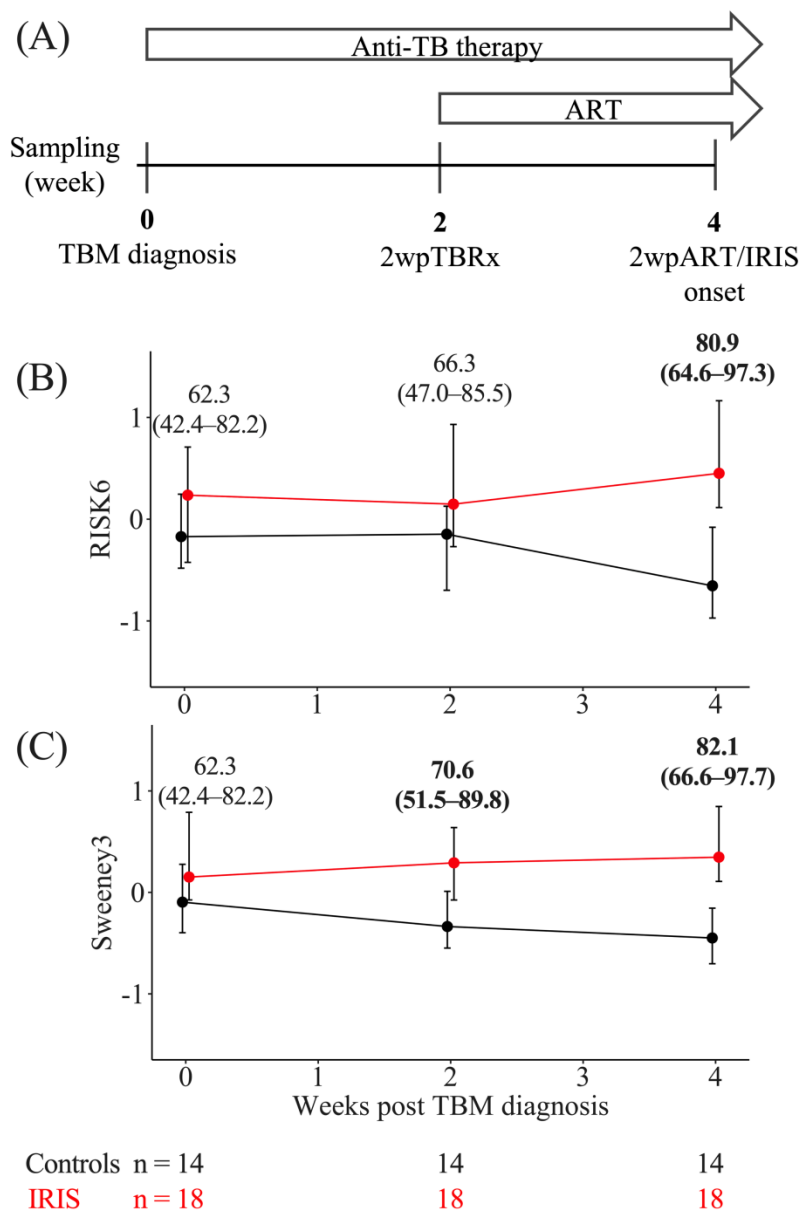 (A)
Anti-TB therapy
ART
Sampling
(week)
0 2 4
TBM diagnosis 2wpTBRx 2wpART/IRIS
onset
(B)
62.3
(42.4–82.2)
66.3
(47.0–85.5)
80.9
(64.6–97.3)
RISK6
1
0
-1
0 1 2 3 4
(C)
62.3
(42.4–82.2)
70.6
(51.5–89.8)
82.1
(66.6–97.7)
Sweeney3
1
0
-1
0 1 2 3 4
Weeks post TBM diagnosis
Controls n = 14 14 14
IRIS n = 18 18 18